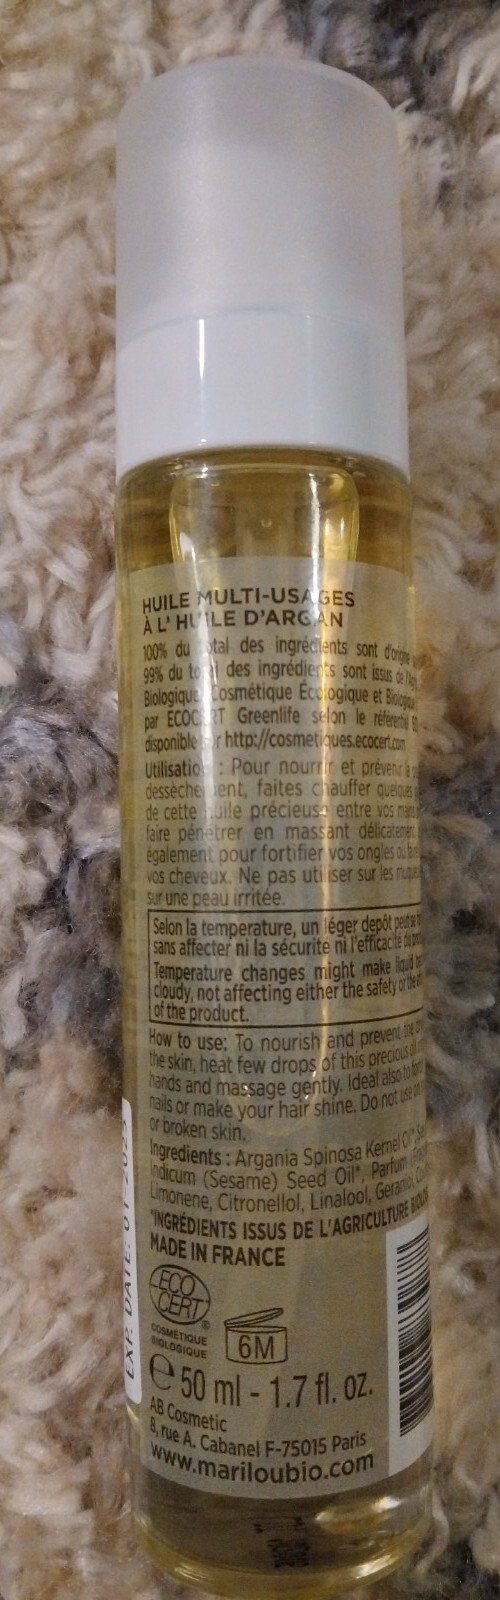 HUILE MULTI-USAGES
À L'HUILE D'ARGAN
100% du total des ingrédients sont d'origine
99% du total des ingrédients sont issus de
Biologique Cosmétique Écologique et Biologique
par ECOCERT Greenlife selon le référentiel
disponible sur http://cosmetiques.ecocert.com
Utilisation : Pour nourrir et prévenir
dessèchement, faites chauffer quelques
de cette huile précieuse entre vos mains
faire pénétrer en massant délicatement.
également pour fortifier vos ongles ou faire
vos cheveux. Ne pas utiliser sur les
sur une peau irritée.
Selon la temperature, un léger depôt peut se
sans affecter ni la sécurite ni l'efficacité du
Temperature changes might make liquid
cloudy, not affecting either the safety or the
of the product.
How to use: To nourish and prevent
the skin, heat few drops of this precious oil
hands and massage gently. Ideal also to
nails or make your hair shine. Do not use on
or broken skin.
Ingredients : Argania Spinosa Kernel Oil*,
Indicum (Sesame) Seed Oil*, Parfum
Limonene, Citronellol, Linalool, Geraniol,
*INGRÉDIENTS ISSUS DE L'AGRICULTURE
MADE IN FRANCE
ECO
CERT®
COSMÉTIQUE
BIOLOGIQUE
6M
℮ 50 ml - 1.7 fl. oz.
AB Cosmetic
8, rue A. Cabanel F-75015 Paris
www.mariloubio.com
EXP. DATE: 01 2023